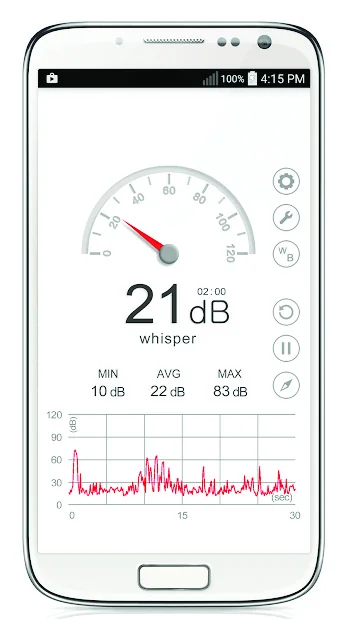 100% 4:15 PM
0 20 40 60 80 100 120
W B
02:00
21 dB
whisper
MIN AVG MAX
10 dB 22 dB 83 dB
120
(dB)
90
60
30
0
(sec)
0 15 30